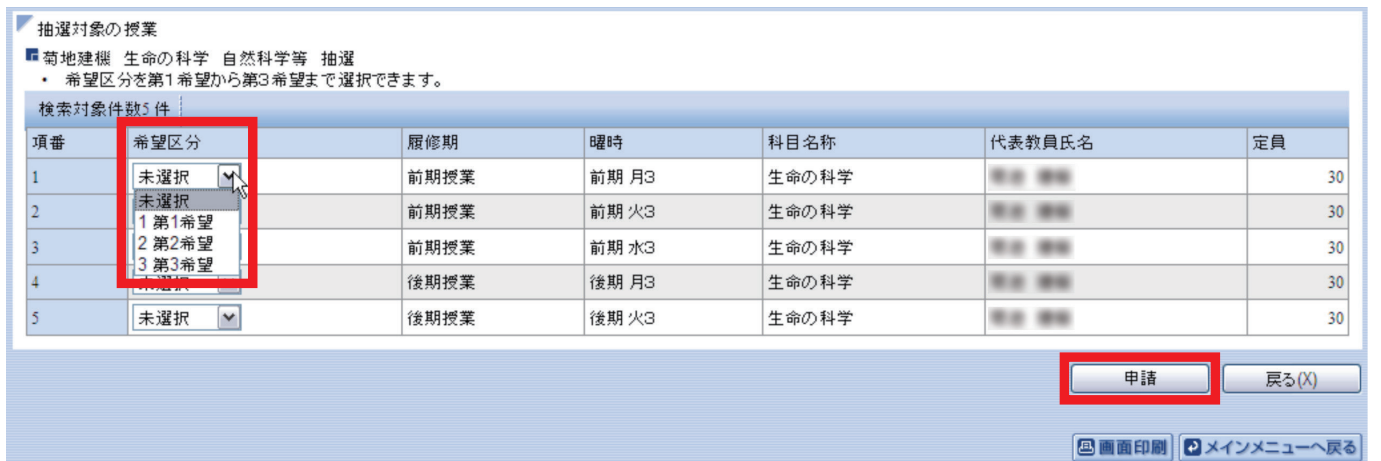 抽選対象の授業
菊地建機 生命の科学 自然科学等 抽選
・ 希望区分を第1希望から第3希望まで選択できます。
検索対象件数5件
項番 希望区分 履修期 曜時 科目名称 代表教員氏名 定員
1 未選択 前期授業 前期 月3 生命の科学 30
未選択
2 前期授業 前期 火3 生命の科学 30
1 第1希望
3 前期授業 前期 水3 生命の科学 30
2 第2希望
3 第3希望
4 未選択 後期授業 後期 月3 生命の科学 30
5 未選択 後期授業 後期 火3 生命の科学 30
申請 戻る(X)
画面印刷 メインメニューへ戻る